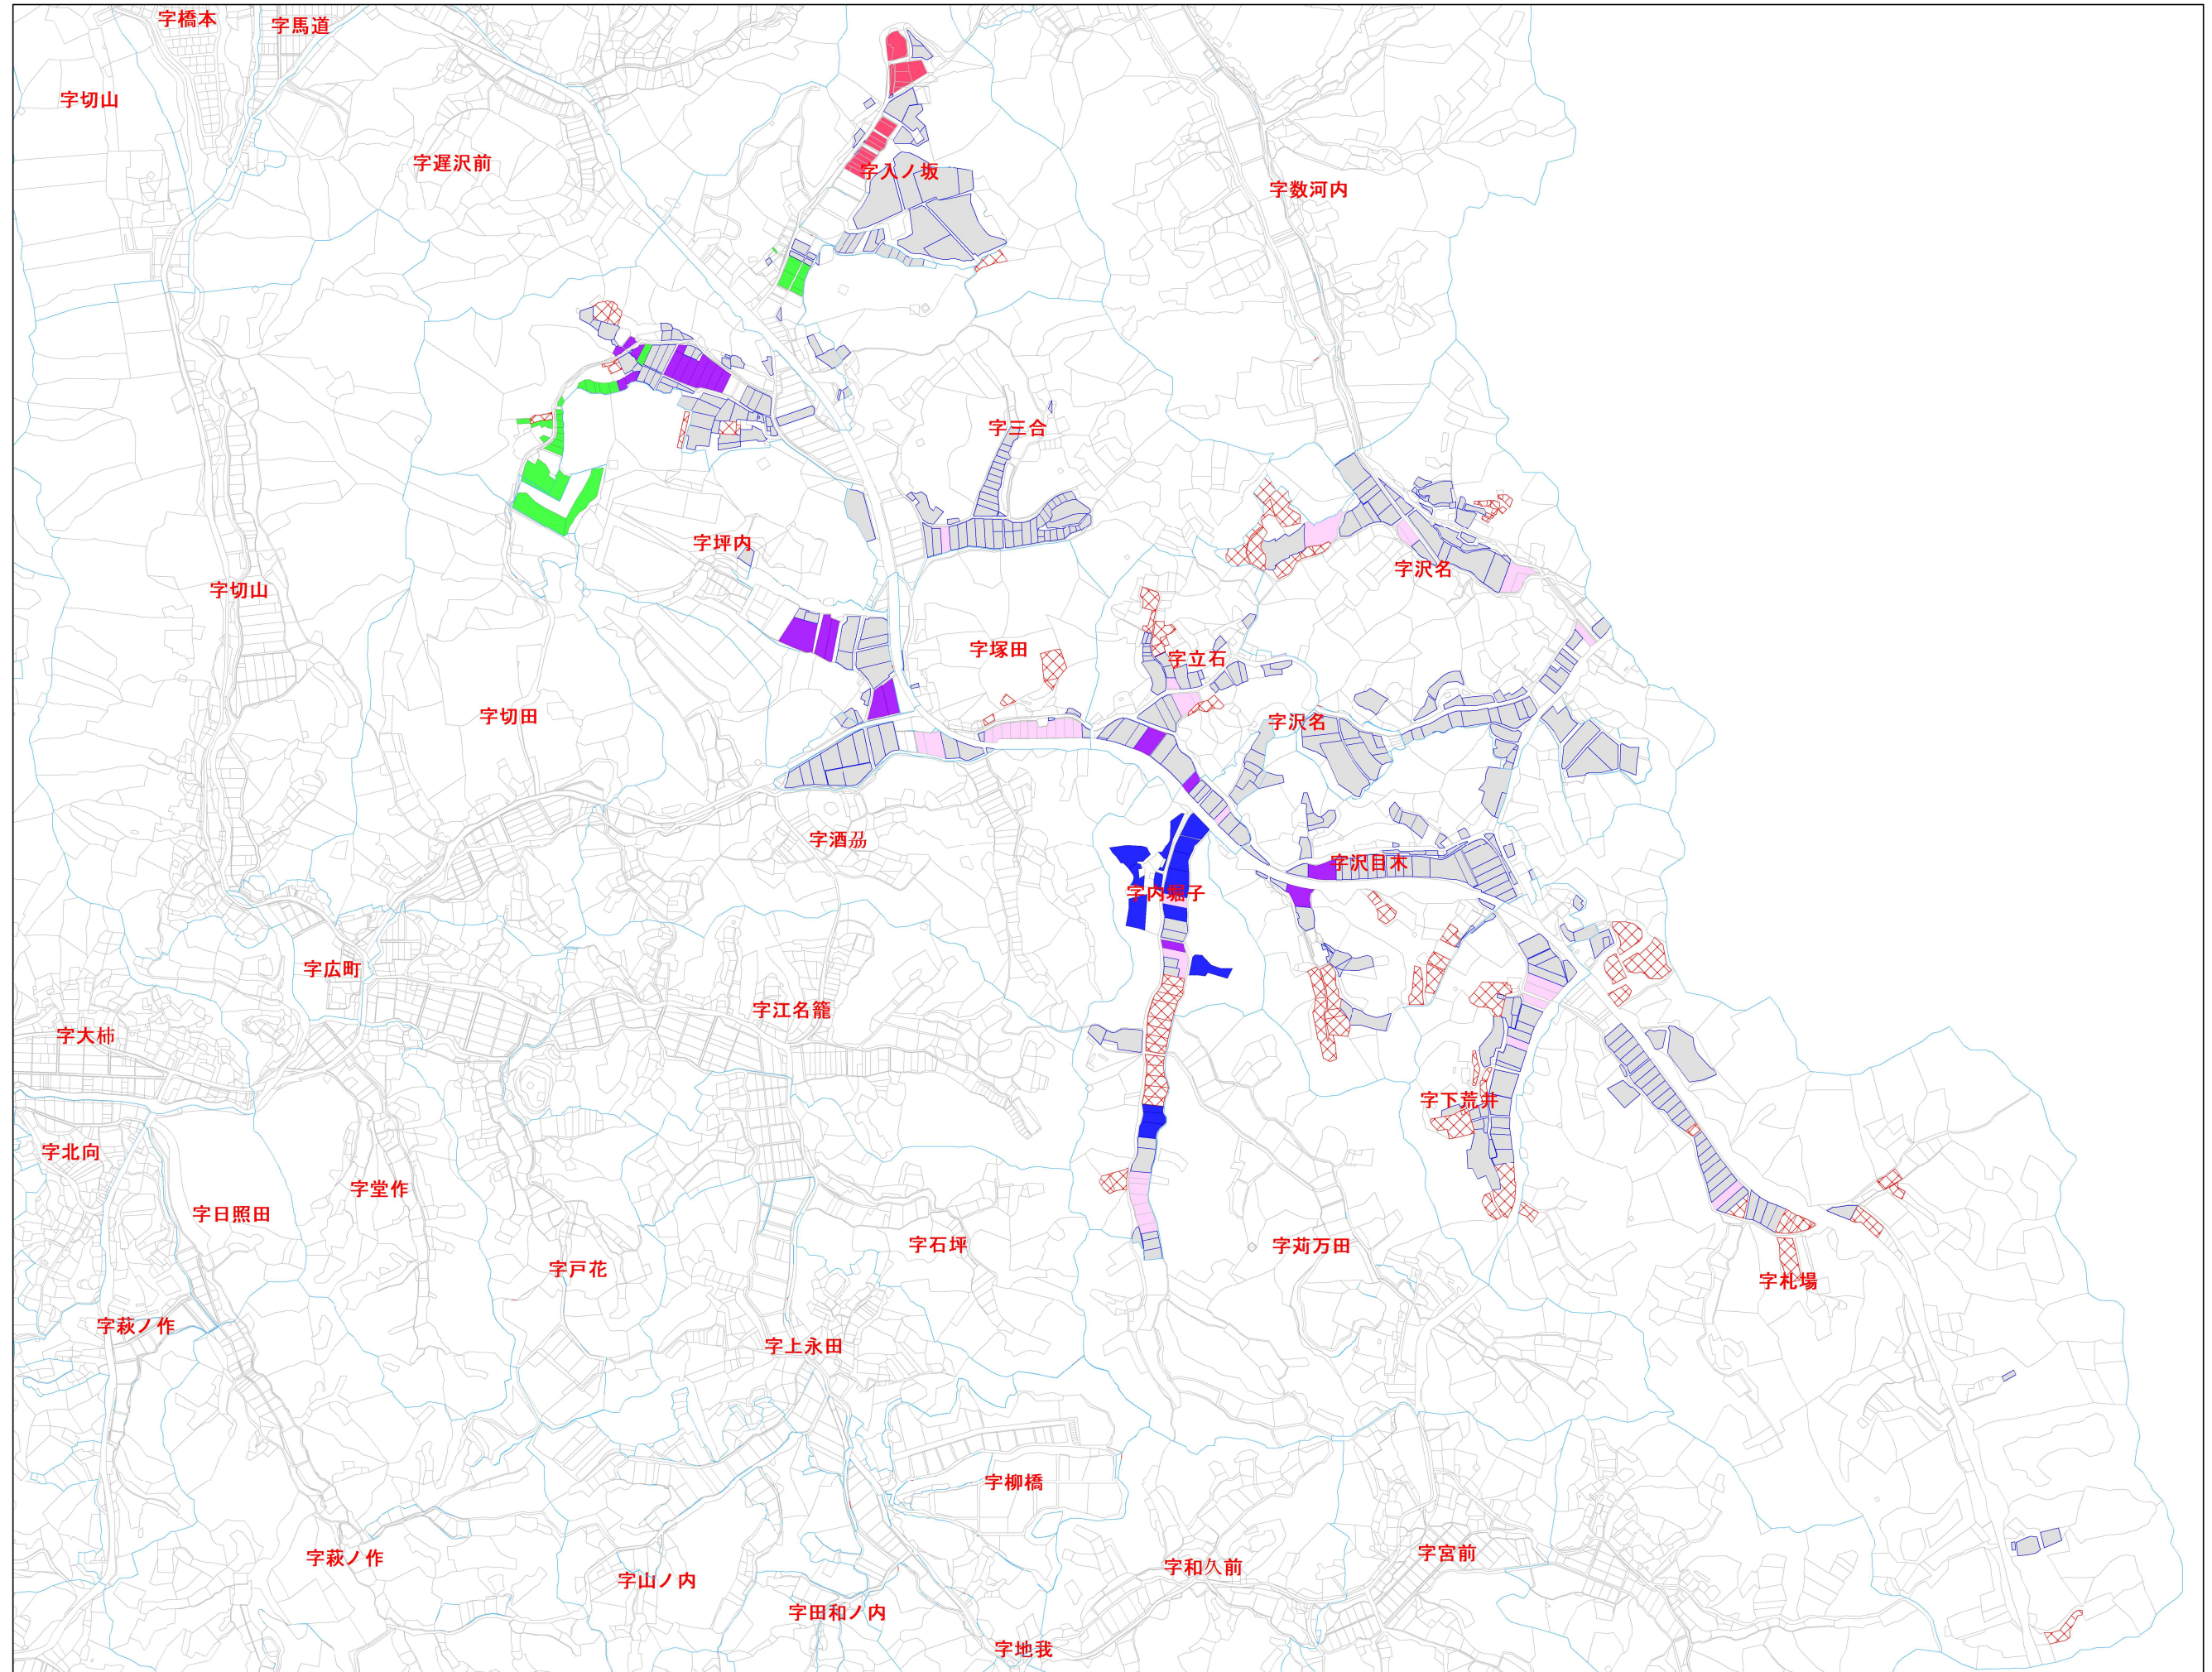 字橋本
字馬道
字切山
字遅沢前
字入ノ坂
字数河内
字三合
字坪内
字沢名
字切山
字塚田
字立石
字切田
字沢名
字沢目木
字内堀子
字広町
字江名籠
字大柿
字下荒井
字北向
字堂作
字日照田
字石坪
字苅万田
字戸花
字札場
字萩ノ作
字上永田
字柳橋
字萩ノ作
字宮前
字和久前
字山ノ内
字田和ノ内
字地我